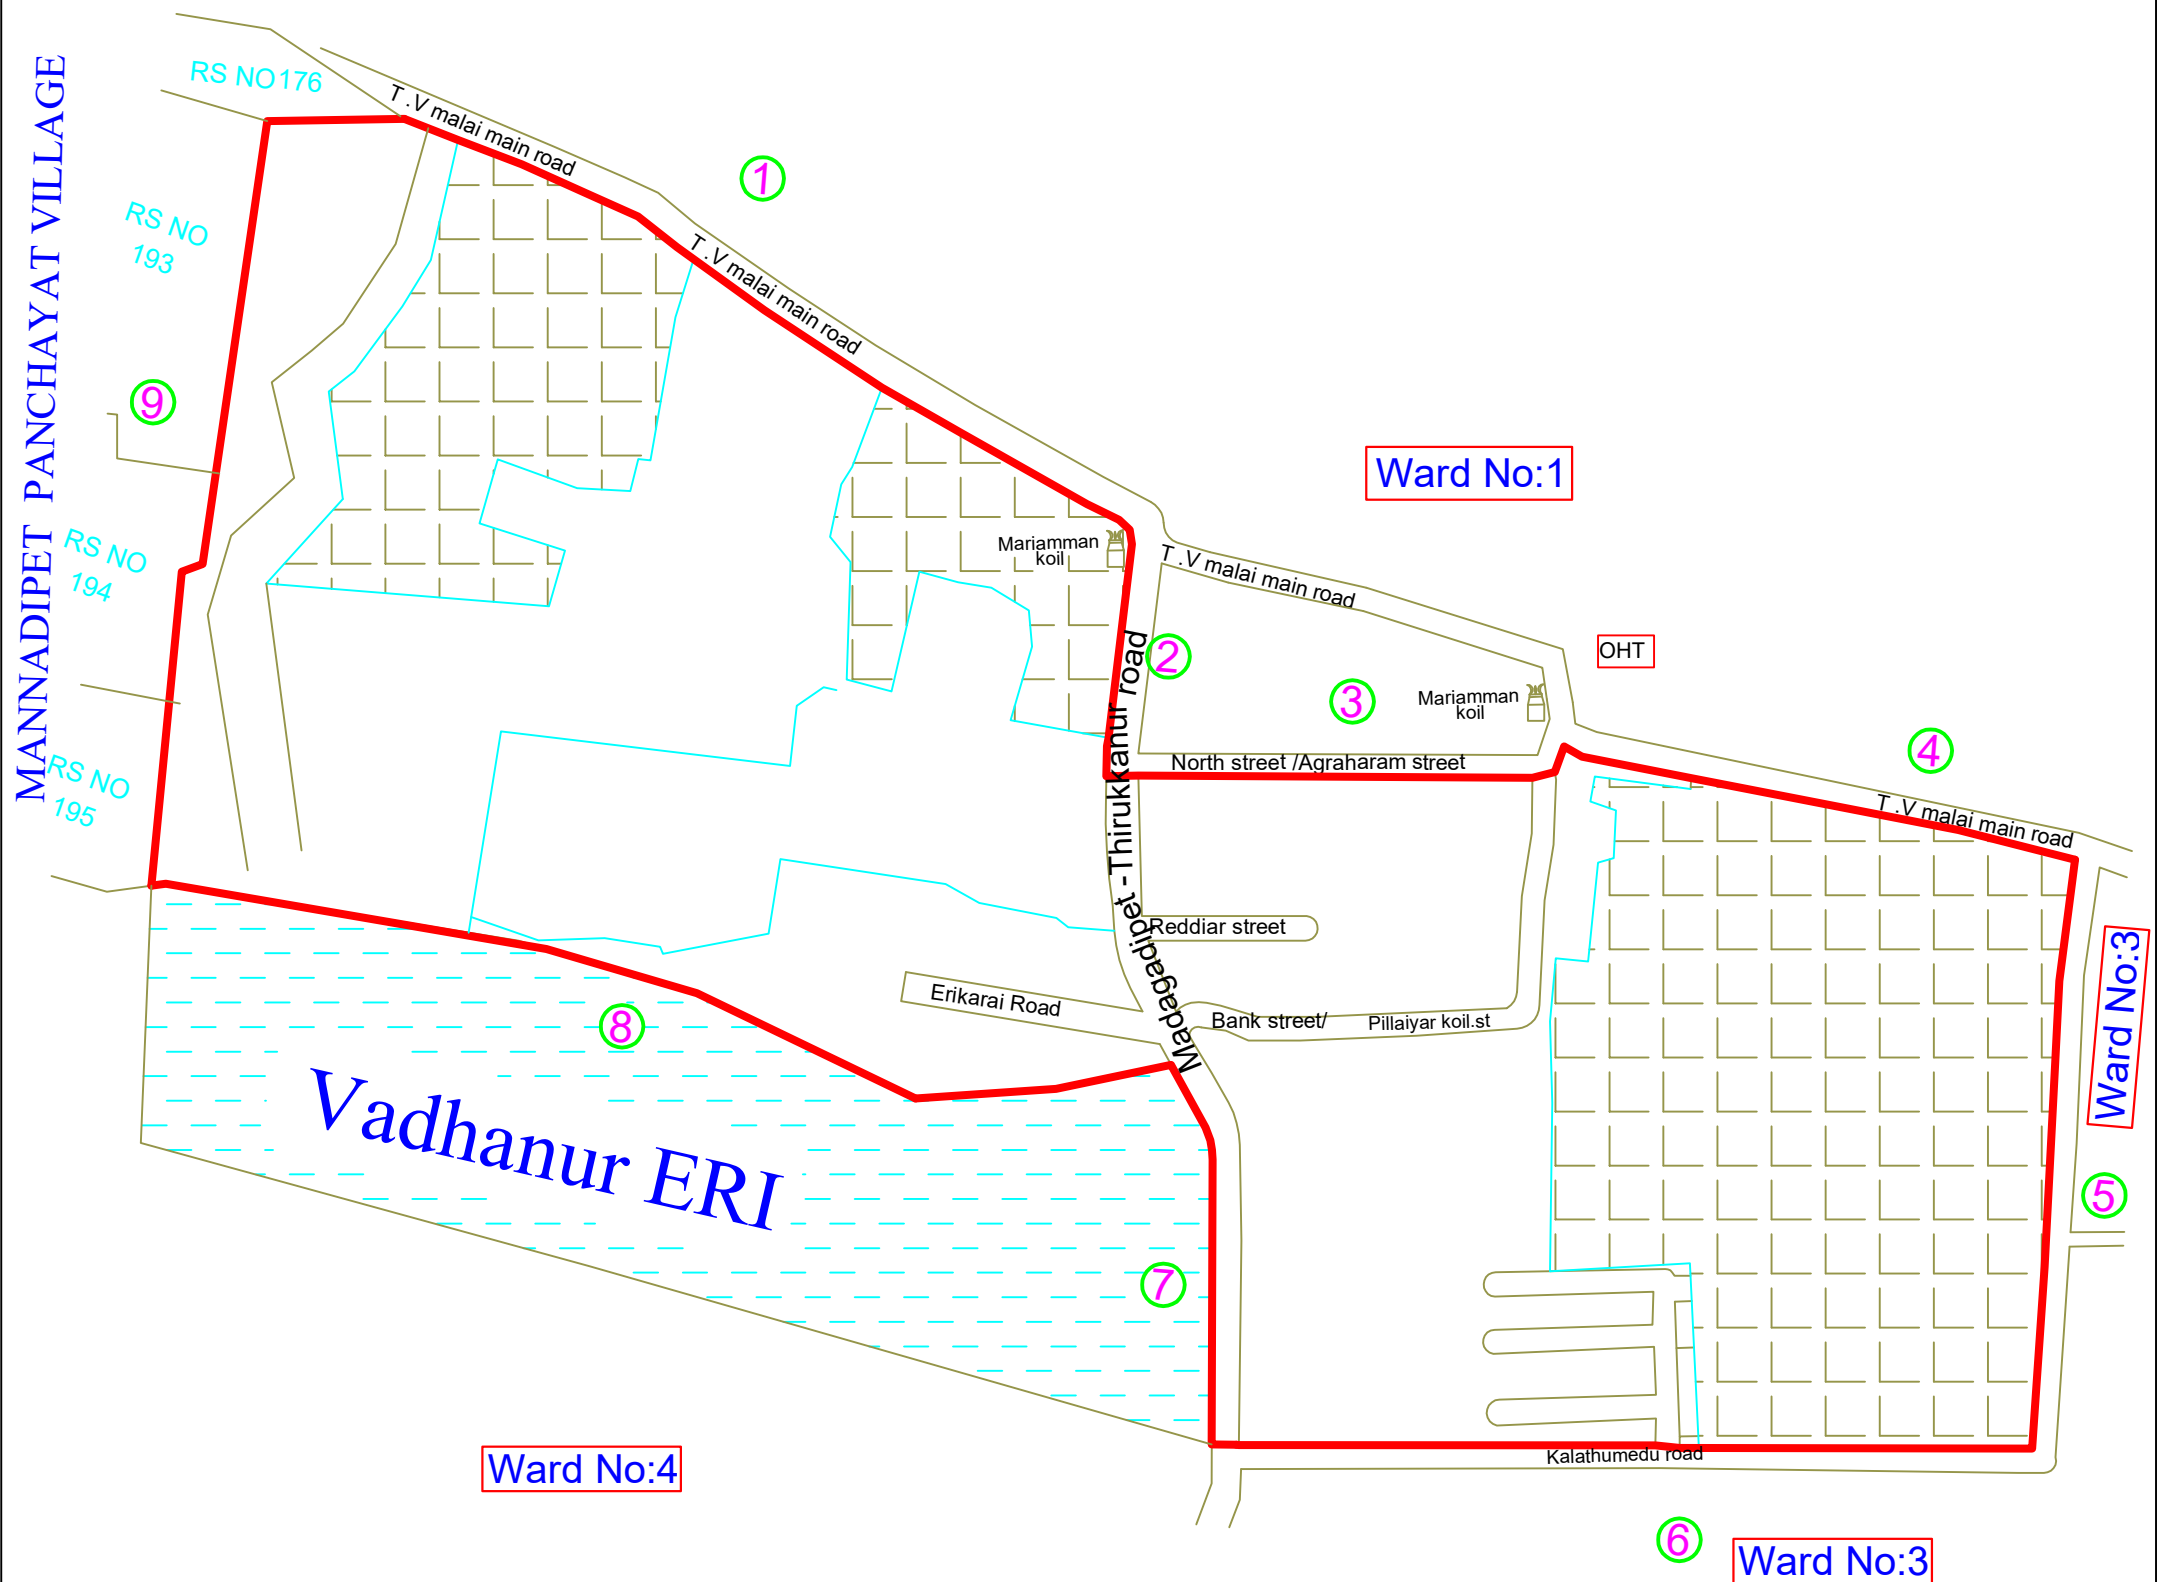 RS NO 176
T .V malai main road
MANNADIPET PANCHAYAT VILLAGE
1
RS NO
193
T .V malai main road
9
Ward No:1
RS NO
194
Mariamman
koil
T .V malai main road
OHT
2
3
Mariamman
koil
4
North street /Agraharam street
RS NO
195
T .V malai main road
Madagadipet - Thirukkanur road
Reddiar street
Ward No:3
Erikarai Road
Bank street/ Pillaiyar koil.st
8
Vadhanur ERI
5
7
Ward No:4
Kalathumedu road
6
Ward No:3